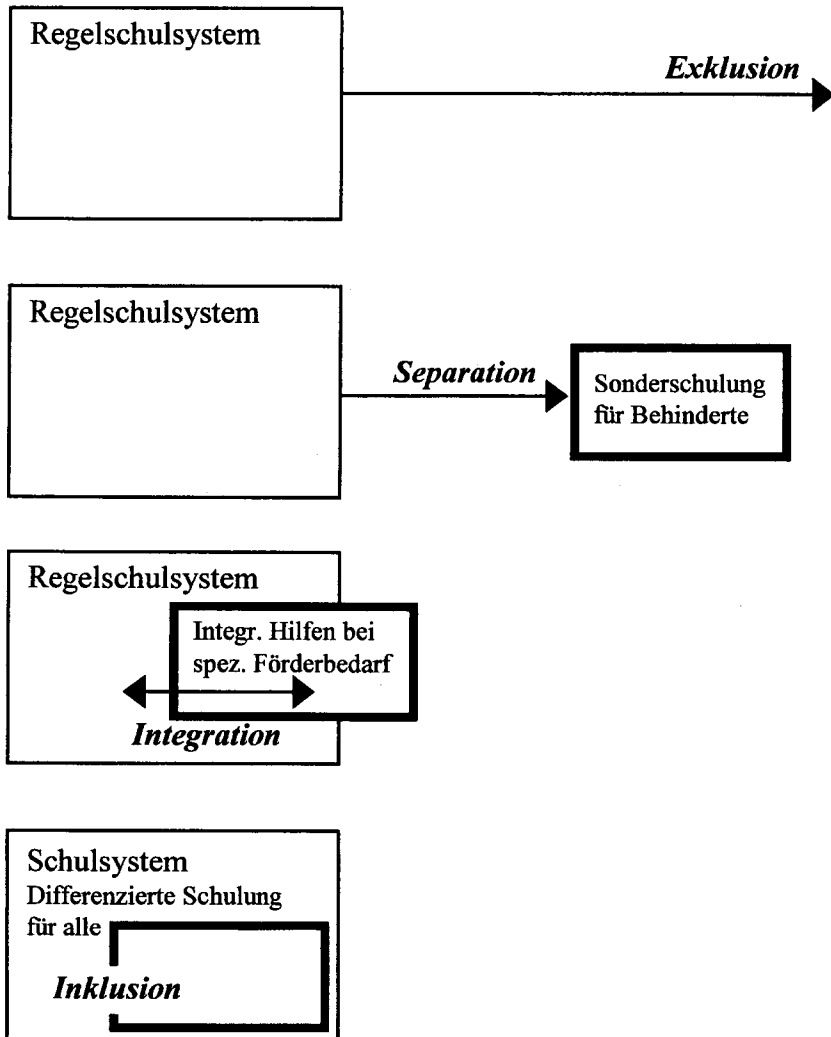 Regelschulsystem
Exklusion
Regelschulsystem
Separation
Sonderschulung
für Behinderte
Regelschulsystem
Integr. Hilfen bei
spez. Förderbedarf
Integration
Schulsystem
Differenzierte Schulung
für alle
Inklusion